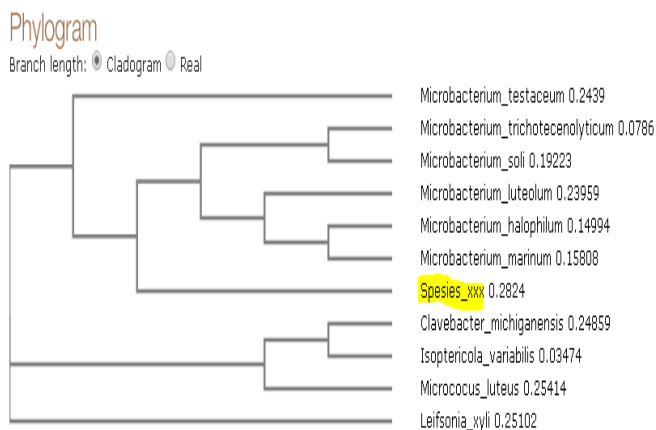 Phylogram
Branch length: Cladogram Real
Microbacterium_testaceum 0.2439
Microbacterium_trichotecenolyticum 0.0786
Microbacterium_soli 0.19223
Microbacterium_luteolum 0.23959
Microbacterium_halophilum 0.14994
Microbacterium_marinum 0.15808
Spesies_xxx 0.2824
Clavebacter_michiganensis 0.24859
Isoptericola_variabilis 0.03474
Micrococus_luteus 0.25414
Leifsonia_xyli 0.25102